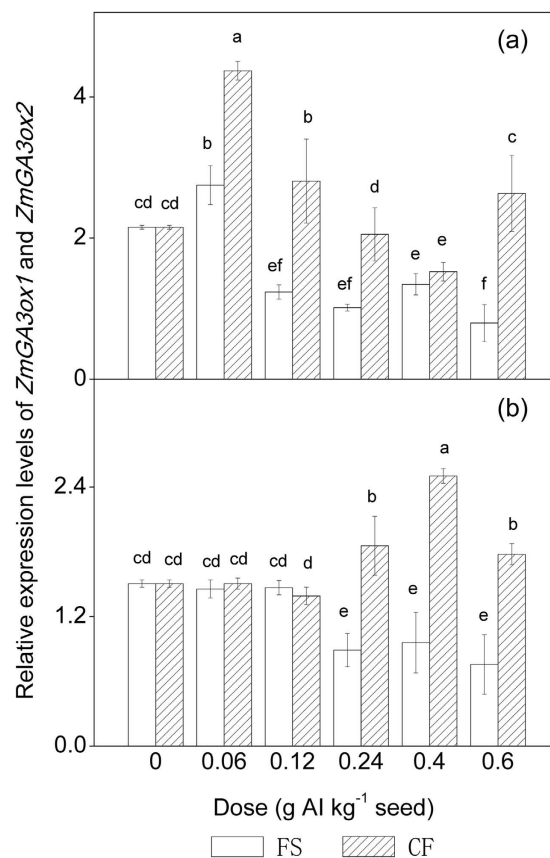 Relative expression levels of ZmGA3ox1 and ZmGA3ox2
(a)
a
b
b
c
cd cd
d
e e
ef
ef
f
4
2
0
(b)
a
b
b
cd cd
cd cd
cd
d
e
e
e
2.4
1.2
0.0
0 0.06 0.12 0.24 0.4 0.6
Dose (g AI kg⁻¹ seed)
FS CF